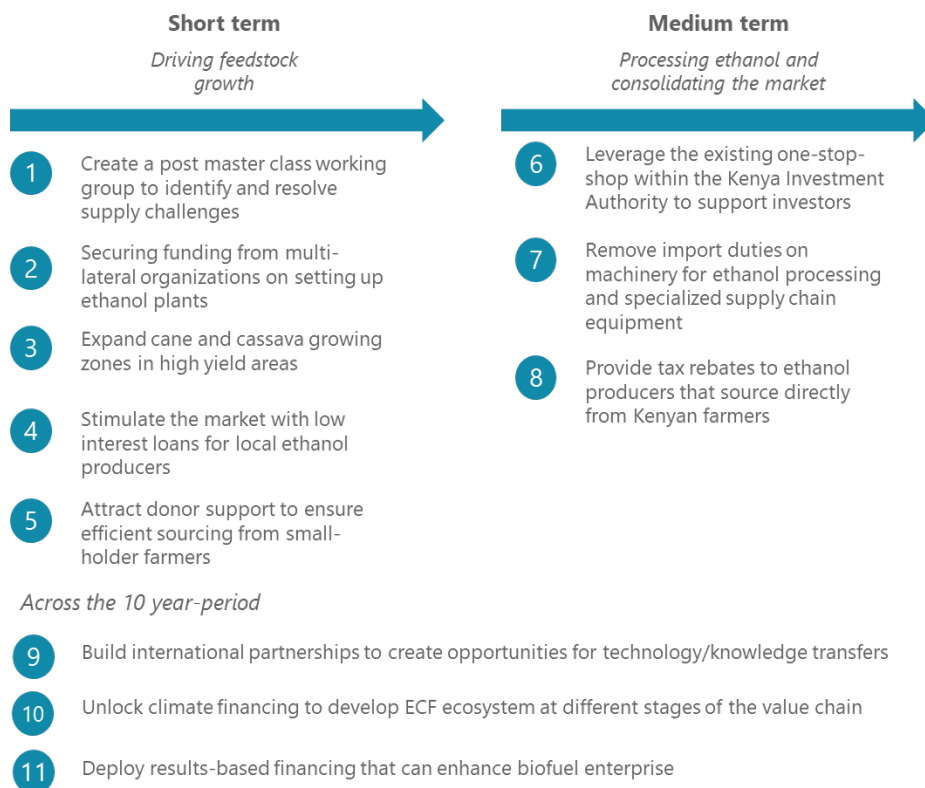 Short term
Driving feedstock
growth
1
Create a post master class working
group to identify and resolve
supply challenges
2
Securing funding from multi-
lateral organizations on setting up
ethanol plants
3
Expand cane and cassava growing
zones in high yield areas
4
Stimulate the market with low
interest loans for local ethanol
producers
5
Attract donor support to ensure
efficient sourcing from small-
holder farmers
Medium term
Processing ethanol and
consolidating the market
6
Leverage the existing one-stop-
shop within the Kenya Investment
Authority to support investors
7
Remove import duties on
machinery for ethanol processing
and specialized supply chain
equipment
8
Provide tax rebates to ethanol
producers that source directly
from Kenyan farmers
Across the 10 year-period
9
Build international partnerships to create opportunities for technology/knowledge transfers
10
Unlock climate financing to develop ECF ecosystem at different stages of the value chain
11
Deploy results-based financing that can enhance biofuel enterprise